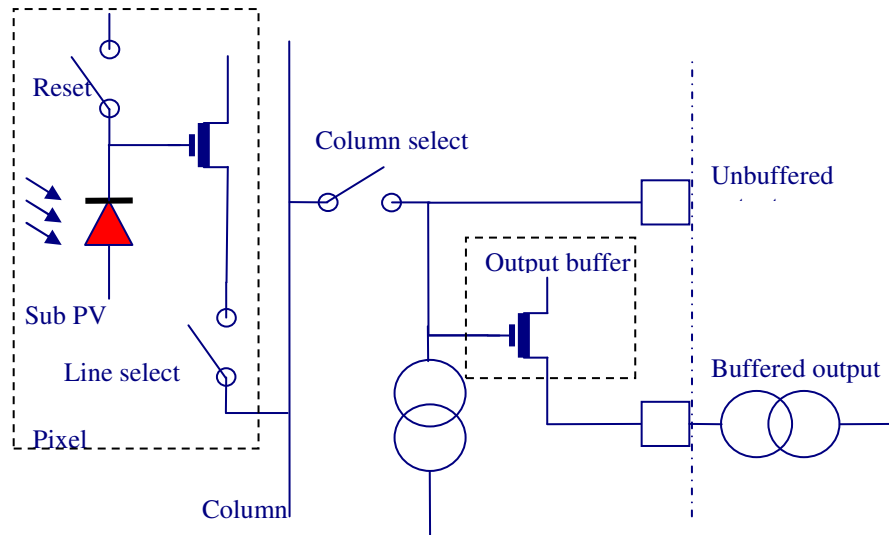 Reset
Column select
Unbuffered
Output buffer
Sub PV
Line select
Buffered output
Pixel
Column